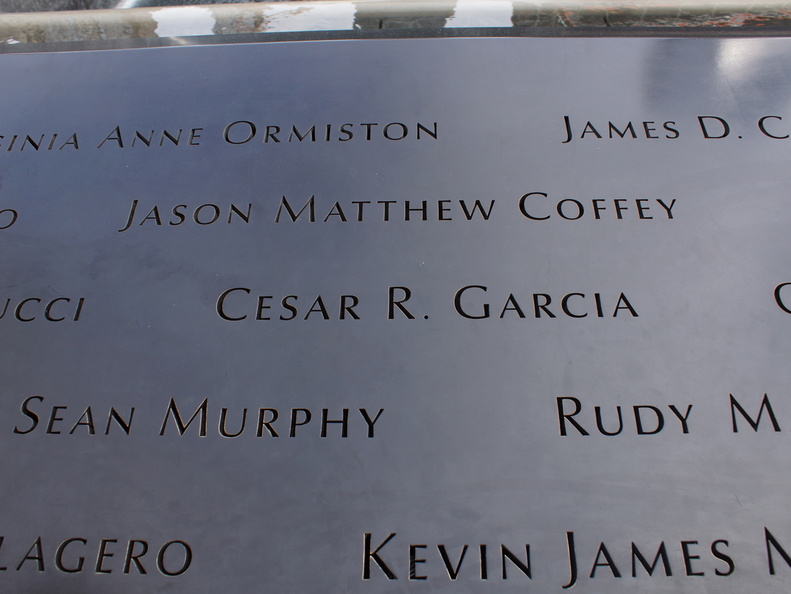 ANNE ORMISTON JAMES D.
JASON MATTHEW COFFEY
CESAR R. GARCIA
SEAN MURPHY RUDY
KEVIN JAMES